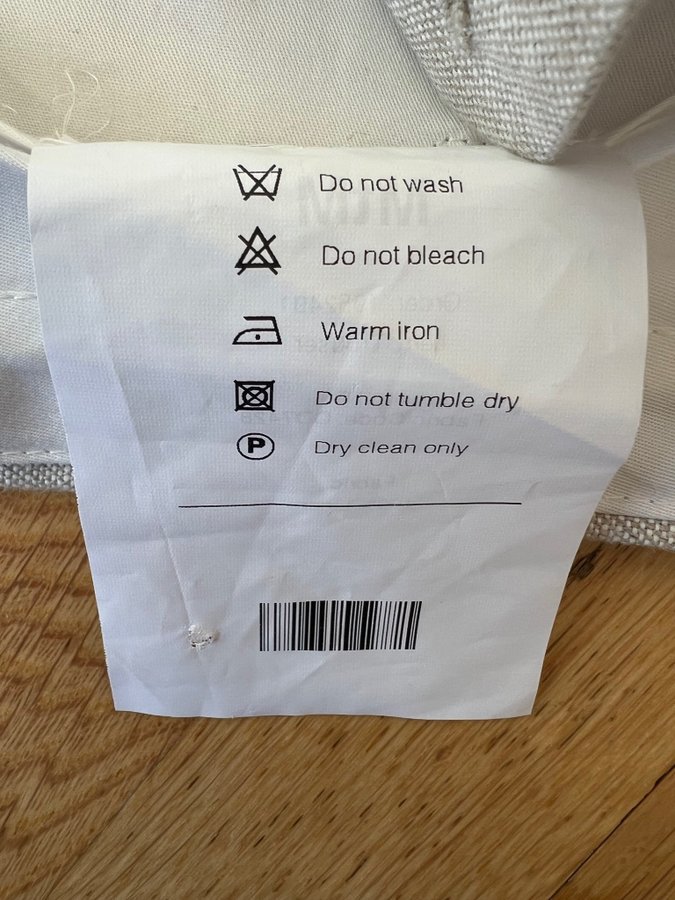 Do not wash
Do not bleach
Warm iron
Do not tumble dry
P Dry clean only